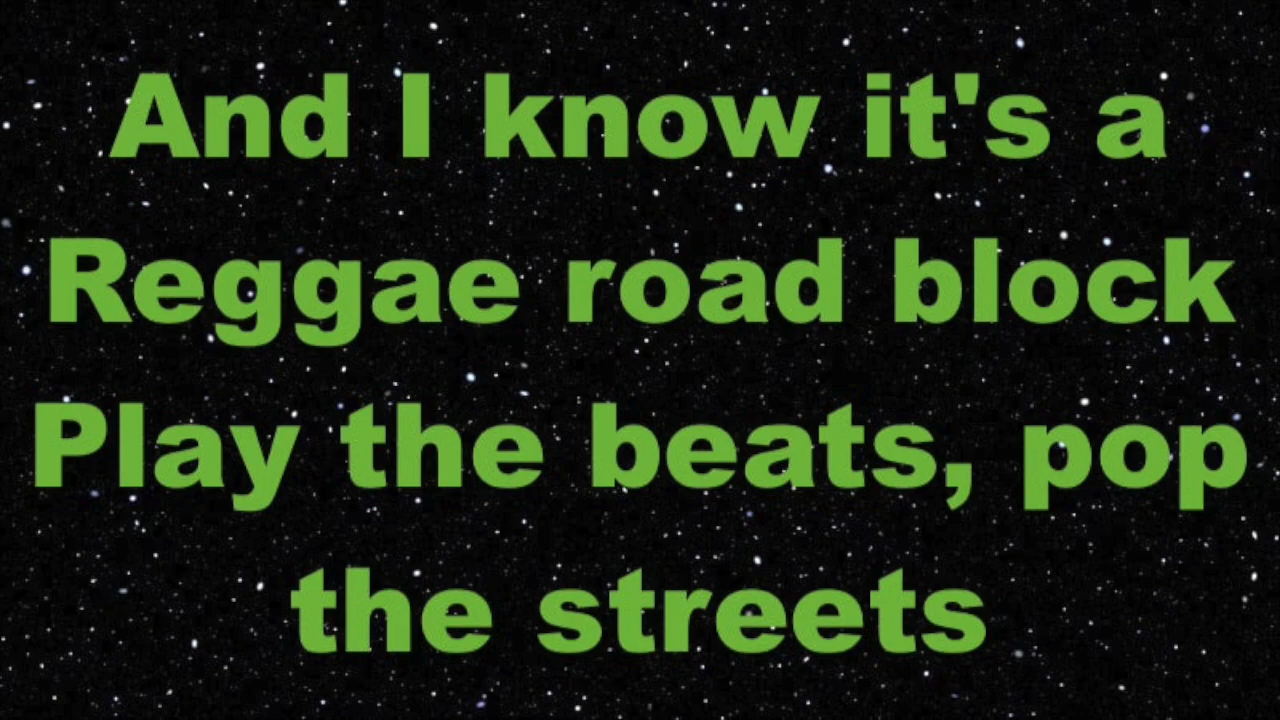 And I know it's a
Reggae road block
Play the beats, pop
the streets